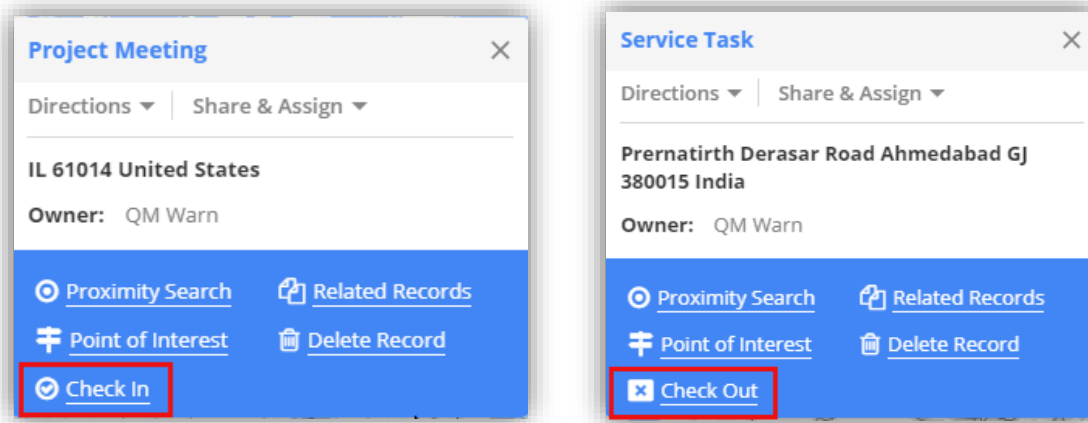 Project Meeting
Directions
Share & Assign
IL 61014 United States
Owner: QM Warn
Proximity Search
Related Records
Point of Interest
Delete Record
Check In
Service Task
Directions
Share & Assign
Prernatirth Derasar Road Ahmedabad GJ
380015 India
Owner: QM Warn
Proximity Search
Related Records
Point of Interest
Delete Record
Check Out